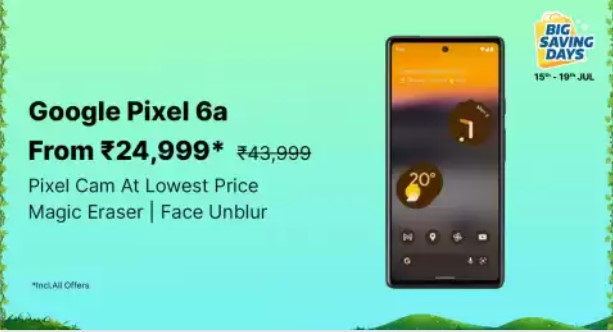 BIG
SAVING
DAYS
15th - 19th JUL
Google Pixel 6a
From ₹24,999* ₹43,999
Pixel Cam At Lowest Price
Magic Eraser | Face Unblur
20°
G
*Incl.All Offers